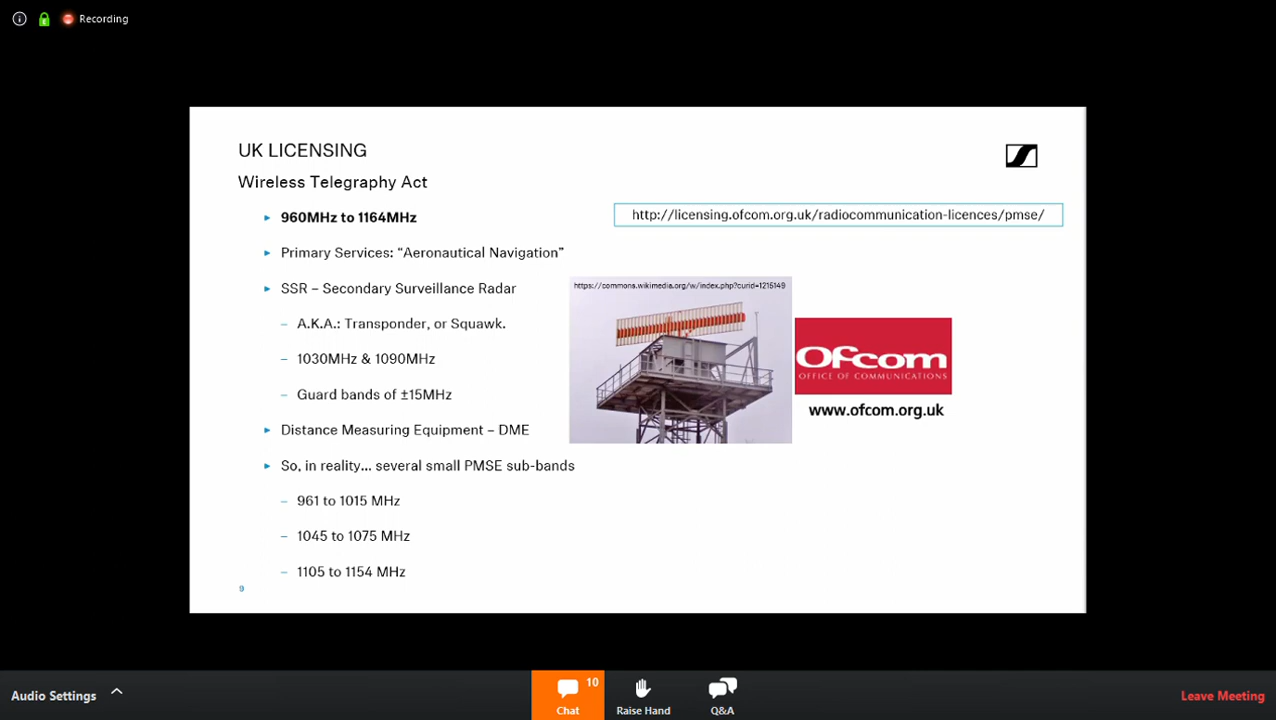 Recording
UK LICENSING
Wireless Telegraphy Act
960MHz to 1164MHz
http://licensing.ofcom.org.uk/radiocommunication-licences/pmse/
Primary Services: “Aeronautical Navigation”
SSR – Secondary Surveillance Radar
https://commons.wikimedia.org/w/index.php?curid=1215149
A.K.A.: Transponder, or Squawk.
1030MHz & 1090MHz
Guard bands of ±15MHz
Ofcom
OFFICE OF COMMUNICATIONS
www.ofcom.org.uk
Distance Measuring Equipment – DME
So, in reality... several small PMSE sub-bands
961 to 1015 MHz
1045 to 1075 MHz
1105 to 1154 MHz
9
Audio Settings
Chat
10
Raise Hand
Q&A
Leave Meeting